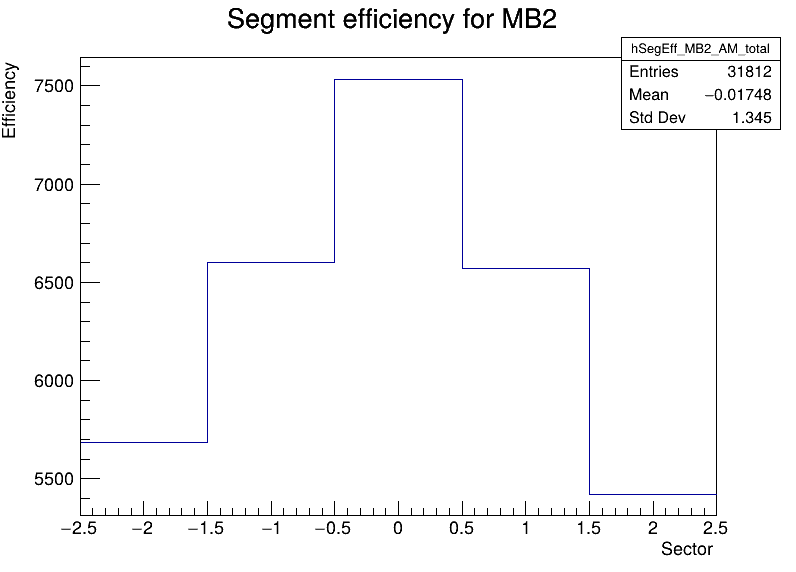 Segment efficiency for MB2
hSegEff_MB2_AM_total
Entries 31812
Mean −0.01748
Std Dev 1.345
Efficiency
7500
7000
6500
6000
5500
−2.5 −2 −1.5 −1 −0.5 0 0.5 1 1.5 2 2.5
Sector